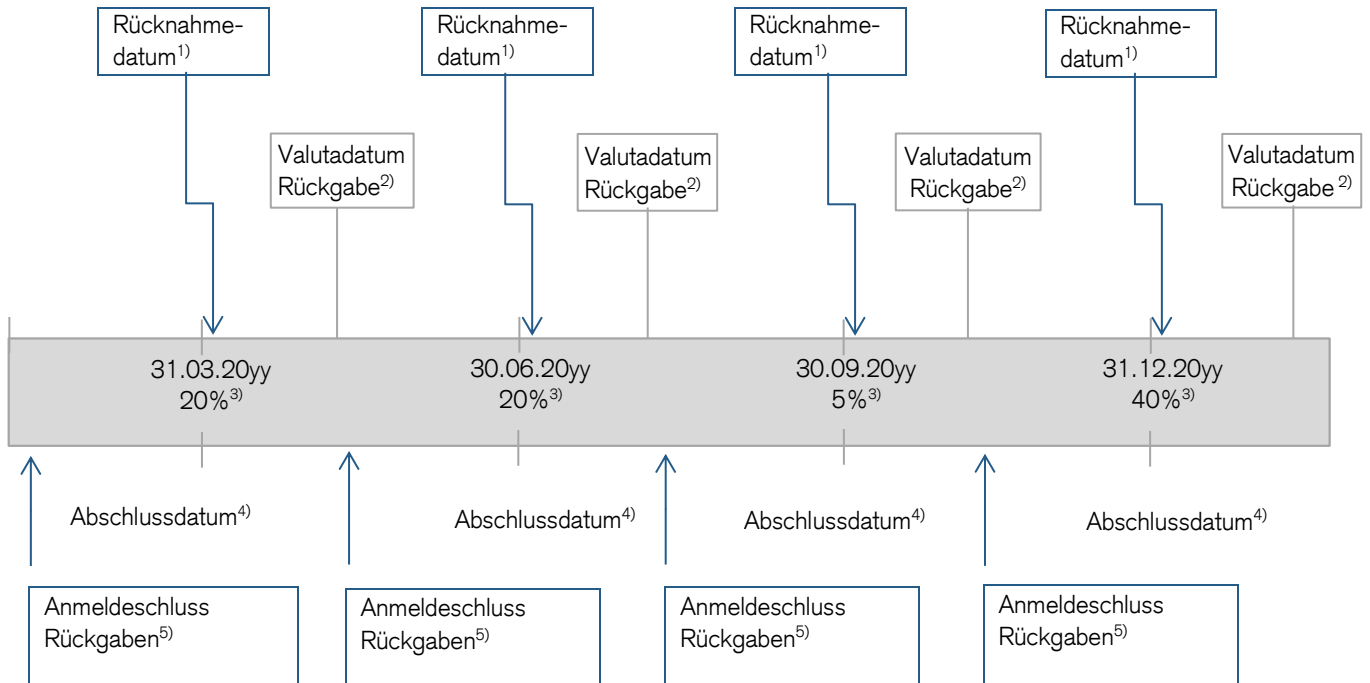 Rücknahme-
datum1)
Rücknahme-
datum1)
Rücknahme-
datum1)
Rücknahme-
datum1)
Valutadatum
Rückgabe2)
Valutadatum
Rückgabe2)
Valutadatum
Rückgabe2)
Valutadatum
Rückgabe 2)
31.03.20yy
20%3)
30.06.20yy
20%3)
30.09.20yy
5%3)
31.12.20yy
40%3)
Abschlussdatum4)
Abschlussdatum4)
Abschlussdatum4)
Abschlussdatum4)
Anmeldeschluss
Rückgaben5)
Anmeldeschluss
Rückgaben5)
Anmeldeschluss
Rückgaben5)
Anmeldeschluss
Rückgaben5)